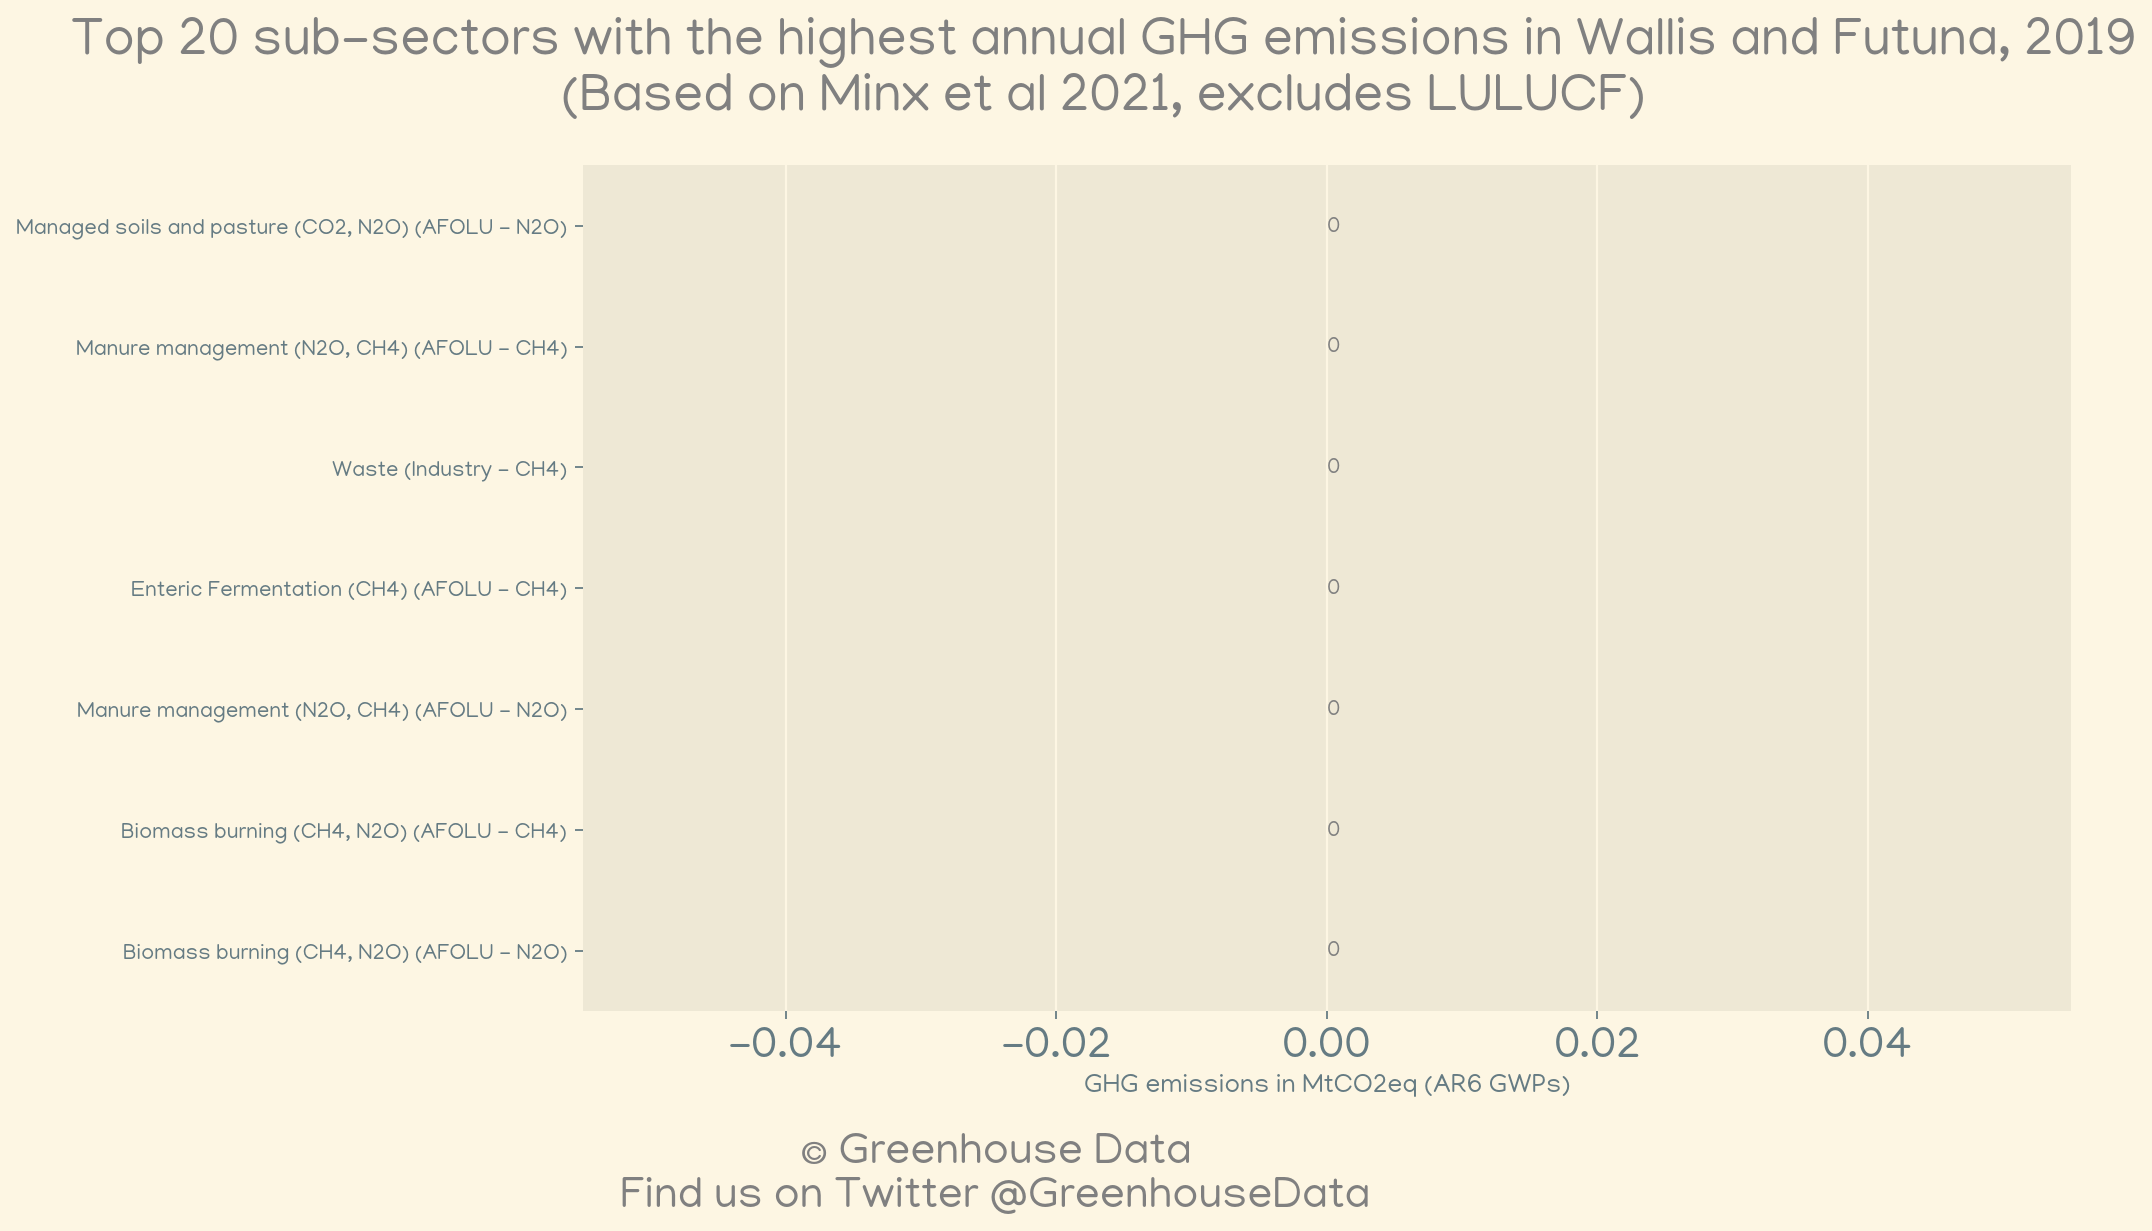 Top 20 sub-sectors with the highest annual GHG emissions in Wallis and Futuna, 2019
(Based on Minx et al 2021, excludes LULUCF)
Managed soils and pasture (CO2, N2O) (AFOLU - N2O) 0
Manure management (N2O, CH4) (AFOLU - CH4) 0
Waste (Industry - CH4) 0
Enteric Fermentation (CH4) (AFOLU - CH4) 0
Manure management (N2O, CH4) (AFOLU - N2O) 0
Biomass burning (CH4, N2O) (AFOLU - CH4) 0
Biomass burning (CH4, N2O) (AFOLU - N2O) 0
-0.04 -0.02 0.00 0.02 0.04
GHG emissions in MtCO2eq (AR6 GWPs)
© Greenhouse Data
Find us on Twitter @GreenhouseData